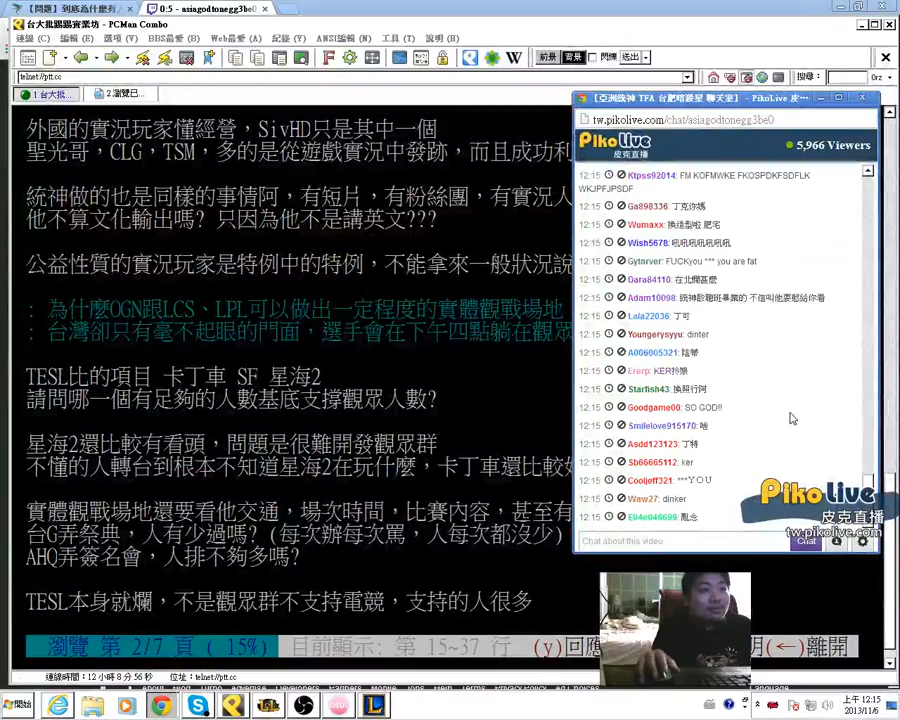 【問題】到底為什麼有人
0:5 - asiagodtonegg3be0
台大批踢踢實業坊 - PCMan Combo
連線 (C) 編輯 (E) 選項 (V) BBS最愛 (A) Web最愛 (A) 紀錄 (Y) ANSI編輯 (N) 工具 (T) 說明 (H)
前景 背景 閃爍 送出
telnet://ptt.cc
搜尋: Orz
1 台大批... 2 瀏覽已...
外國的實況玩家懂經營,SivHD只是其中一個
聖光哥,CLG,TSM,多的是從遊戲實況中發跡,而且成功利
統神做的也是同樣的事情阿,有短片,有粉絲團,有實況人
他不算文化輸出嗎? 只因為他不是講英文???
公益性質的實況玩家是特例中的特例,不能拿來一般狀況說
: 為什麼OGN跟LCS、LPL可以做出一定程度的實體觀戰場地
: 台灣卻只有毫不起眼的門面,選手會在下午四點躺在觀眾
TESL比的項目 卡丁車 SF 星海2
請問哪一個有足夠的人數基底支撐觀眾人數?
星海2還比較有看頭,問題是很難開發觀眾群
不懂的人轉台到根本不知道星海2在玩什麼,卡丁車還比較
實體觀戰場地還要看他交通,場次時間,比賽內容,甚至有
台G弄祭典,人有少過嗎? (每次辦每次罵,人每次都沒少)
AHQ弄簽名會,人排不夠多嗎?
TESL本身就爛,不是觀眾群不支持電競,支持的人很多
瀏覽 第 2/7 頁 ( 15%) 目前顯示: 第 15~37 行 (y)回應 (←)離開
連線時間:12 小時 8 分 56 秒 位址:ptt.cc
【亞洲統神 TFA 台肥唔殺星 聊天室】 - PikoLive 皮
tw.pikolive.com/chat/asiagodtonegg3be0
PikoLive
皮克直播
5,966 Viewers
12:15 Ktpss92014: FM KOFMWKE FKOSPDKFSDFLK
WKJPFJPSDF
12:15 Ga898336: 丁克你媽
12:15 Wumaxx: 換造型啦 肥宅
12:15 Wish5678: 吼吼吼吼吼吼吼
12:15 Gytnrver: FUCKyou *** you are fat
12:15 Dara84110: 在北爛甚麼
12:15 Adam10098: 統神啟聰班畢業的 不信叫他耍憨給你看
12:15 Lala22036: 丁可
12:15 Youngerysyyu: dinter
12:15 A006005321: 陰蒂
12:15 Ererp: KER拎娘
12:15 Starfish43: 換照行阿
12:15 Goodgame00: SO GOD!!
12:15 Smilelove915170: 啥
12:15 Asdd123123: 丁特
12:15 Sb66665112: ker
12:15 Cooljeff321: ***YOU
12:15 Waw27: dinker
12:15 E04e046699: 亂念
Chat about this video
Chat
PikoLive
皮克直播
tw.pikolive.com
開始
上午 12:15
2013/11/6